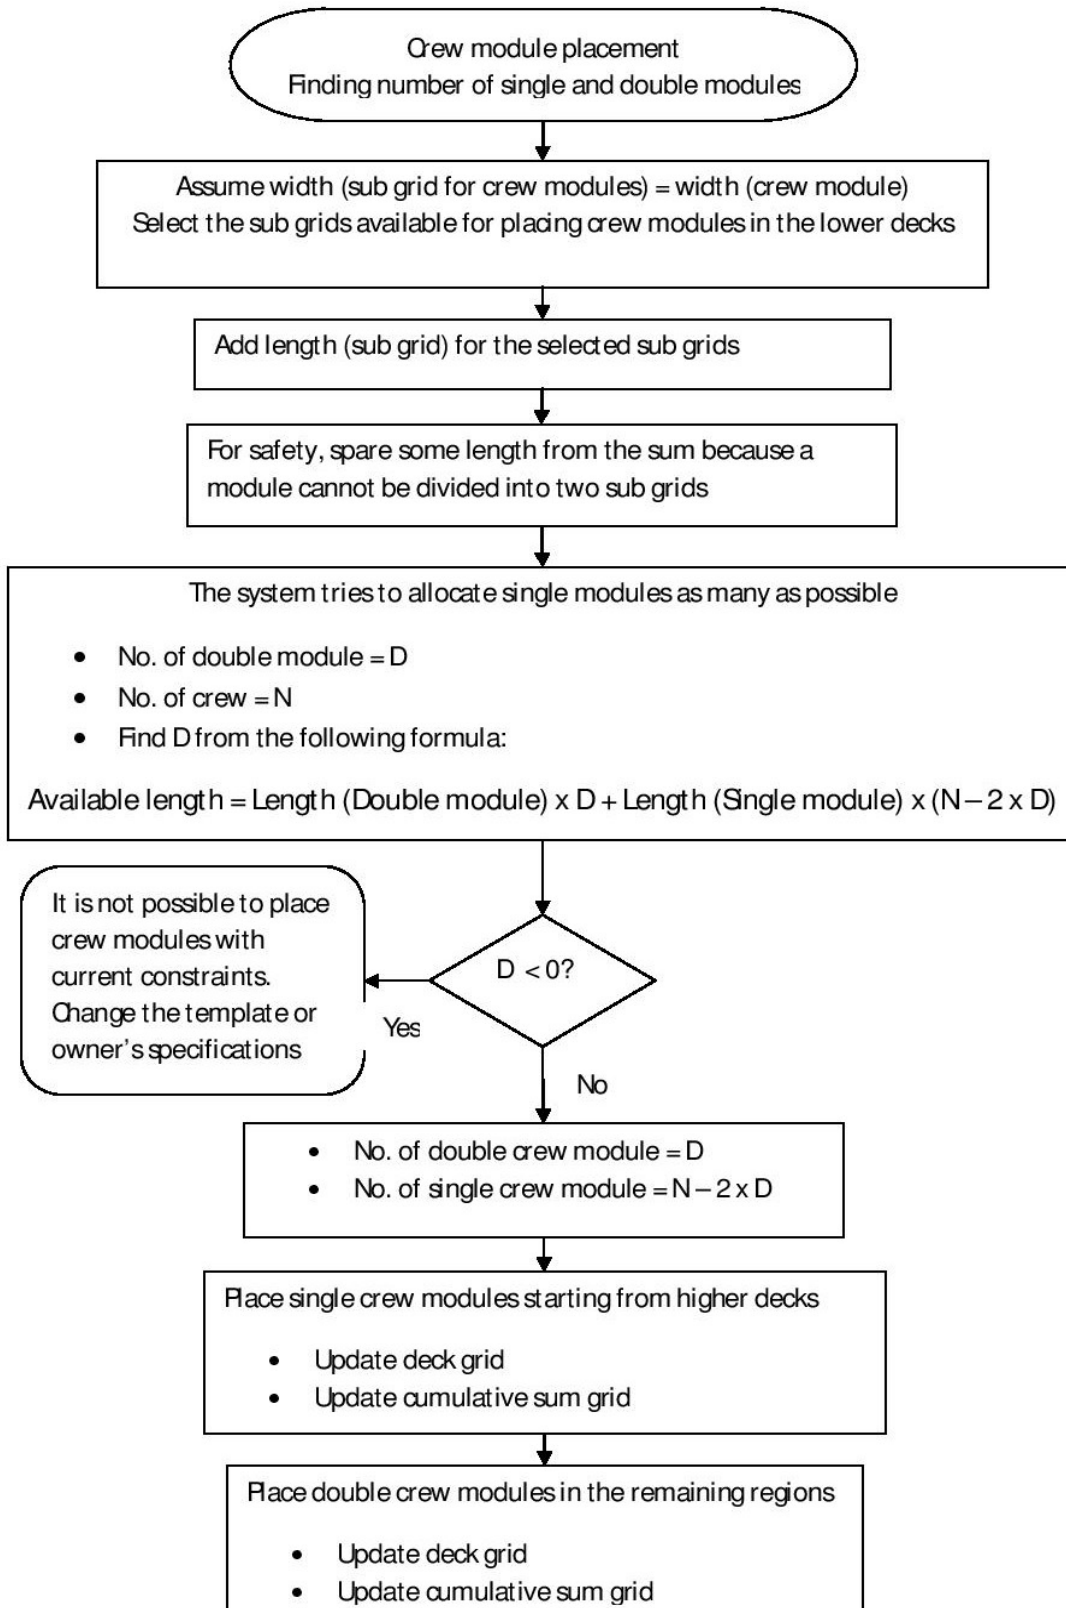 Crew module placement
Finding number of single and double modules
Assume width (sub grid for crew modules) = width (crew module)
Select the sub grids available for placing crew modules in the lower decks
Add length (sub grid) for the selected sub grids
For safety, spare some length from the sum because a
module cannot be divided into two sub grids
The system tries to allocate single modules as many as possible
• No. of double module = D
• No. of crew = N
• Find D from the following formula:
Available length = Length (Double module) x D + Length (Single module) x (N – 2 x D)
It is not possible to place
crew modules with
current constraints.
Change the template or
owner's specifications
D < 0?
Yes
No
• No. of double crew module = D
• No. of single crew module = N – 2 x D
Place single crew modules starting from higher decks
• Update deck grid
• Update cumulative sum grid
Place double crew modules in the remaining regions
• Update deck grid
• Update cumulative sum grid